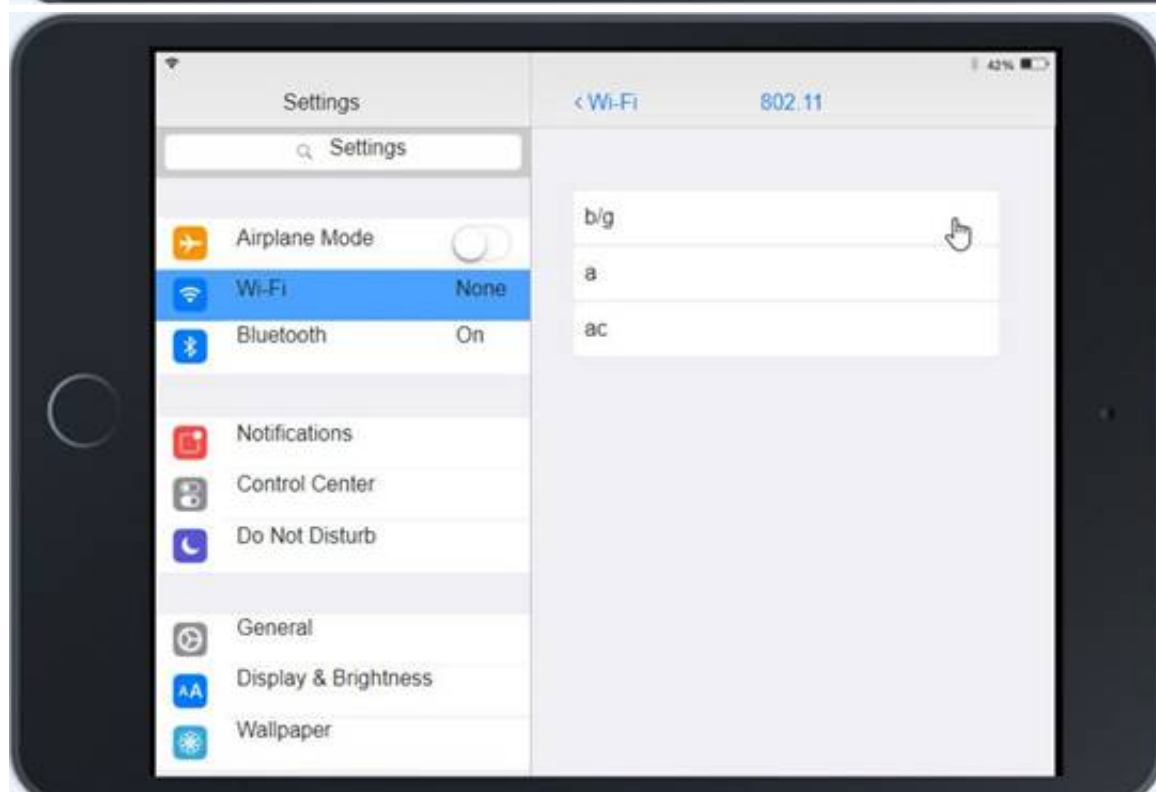 42%
Settings
< Wi-Fi 802.11
Settings
Airplane Mode
Wi-Fi None
Bluetooth On
Notifications
Control Center
Do Not Disturb
General
AA Display & Brightness
Wallpaper
b/g
a
ac